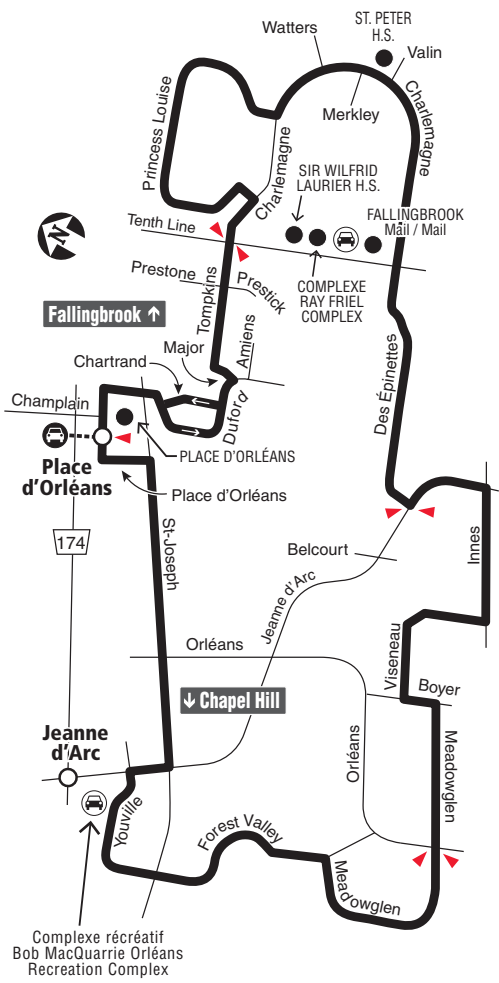 ST. PETER
H.S.
Watters
Valin
Merkley
Charlemagne
Princess Louise
Charlemagne
SIR WILFRID
LAURIER H.S.
FALLINGBROOK
Mail / Mail
Tenth Line
N
Prestone
Prestick
COMPLEXE
RAY FRIEL
COMPLEX
Tompkins
Fallingbrook ↑
Major
Amiens
Chartrand
Des Épinettes
Champlain
Duford
PLACE D'ORLÉANS
Place
d'Orléans
Place d'Orléans
174
St-Joseph
Belcourt
Innes
Jeanne d'Arc
Orléans
Viseneau
Boyer
↓ Chapel Hill
Jeanne
d'Arc
Orléans
Meadowglen
Youville
Forest Valley
Meadowglen
Complexe récréatif
Bob MacQuarrie Orléans
Recreation Complex